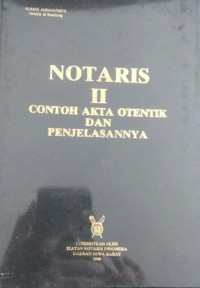 KOMAR ANDASASMITA
Notaris di Bandung
NOTARIS
II
CONTOH AKTA OTENTIK
DAN
PENJELASANNYA
DITERBITKAN OLEH
IKATAN NOTARIS INDONESIA
DAERAH JAWA BARAT